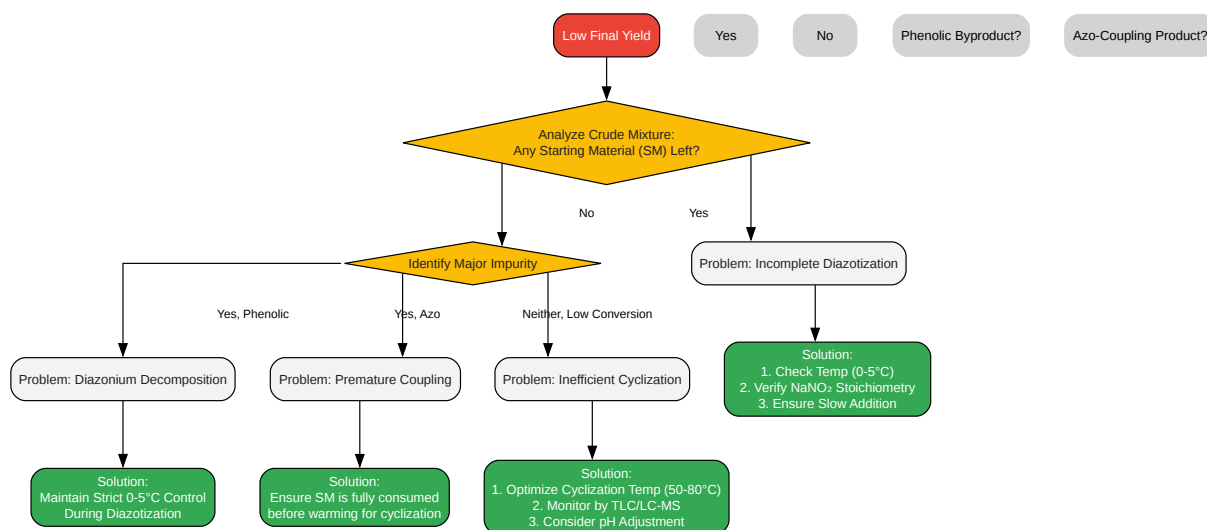 Low Final Yield
Yes
No
Phenolic Byproduct?
Azo-Coupling Product?
Analyze Crude Mixture:
Any Starting Material (SM) Left?
No
Yes
Identify Major Impurity
Problem: Incomplete Diazotization
Yes, Phenolic
Yes, Azo
Neither, Low Conversion
Problem: Diazonium Decomposition
Problem: Premature Coupling
Problem: Inefficient Cyclization
Solution:
1. Check Temp (0-5°C)
2. Verify NaNO₂ Stoichiometry
3. Ensure Slow Addition
Solution:
Maintain Strict 0-5°C Control
During Diazotization
Solution:
Ensure SM is fully consumed
before warming for cyclization
Solution:
1. Optimize Cyclization Temp (50-80°C)
2. Monitor by TLC/LC-MS
3. Consider pH Adjustment